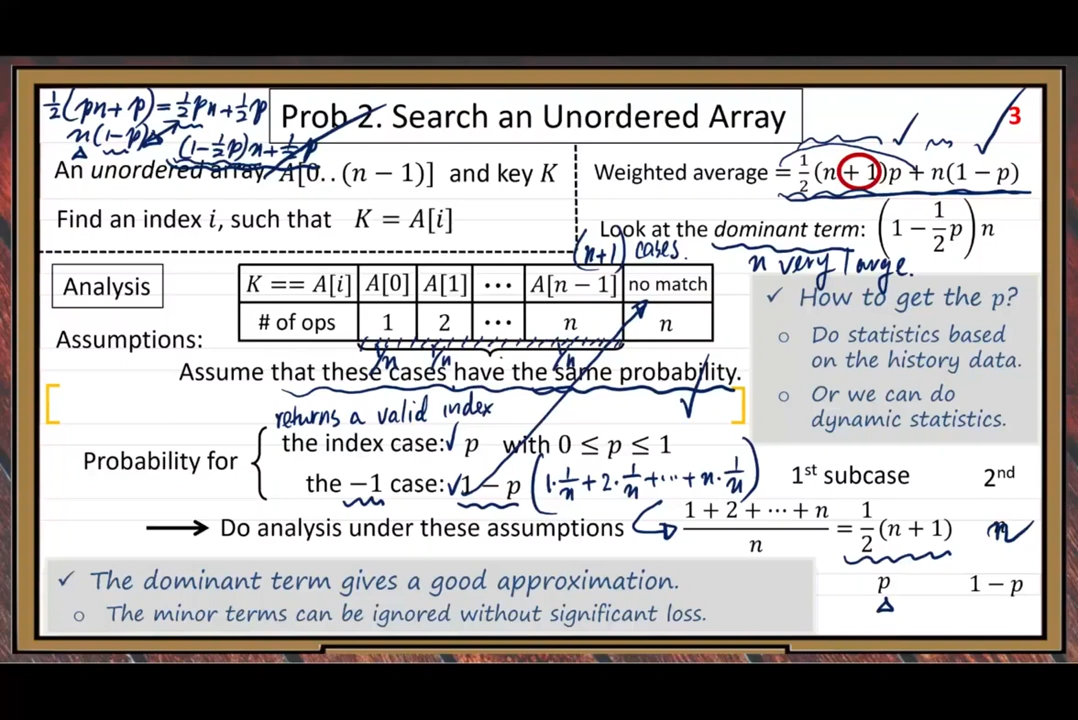 ½(pn+p)=½pn+½p
n(1-p)
(1-½p)n+½p
Prob 2. Search an Unordered Array
3
An unordered array A[0..(n − 1)] and key K
Find an index i, such that K = A[i]
Weighted average = 1/2 (n + 1)p + n(1 − p)
Look at the dominant term: (1 − 1/2 p) n
n very large.
(n+1) cases.
Analysis
K == A[i] A[0] A[1] ⋯ A[n − 1] no match
# of ops 1 2 ⋯ n n
Assumptions:
1/n 1/n 1/n
Assume that these cases have the same probability.
returns a valid index
Probability for
the index case: p with 0 ≤ p ≤ 1
the −1 case: 1 − p (1·1/n + 2·1/n + ⋯ + n·1/n)
→ Do analysis under these assumptions
✓ How to get the p?
o Do statistics based
on the history data.
o Or we can do
dynamic statistics.
1st subcase 2nd
(1 + 2 + ⋯ + n)/n = 1/2 (n + 1) n
p 1 − p
✓ The dominant term gives a good approximation.
o The minor terms can be ignored without significant loss.